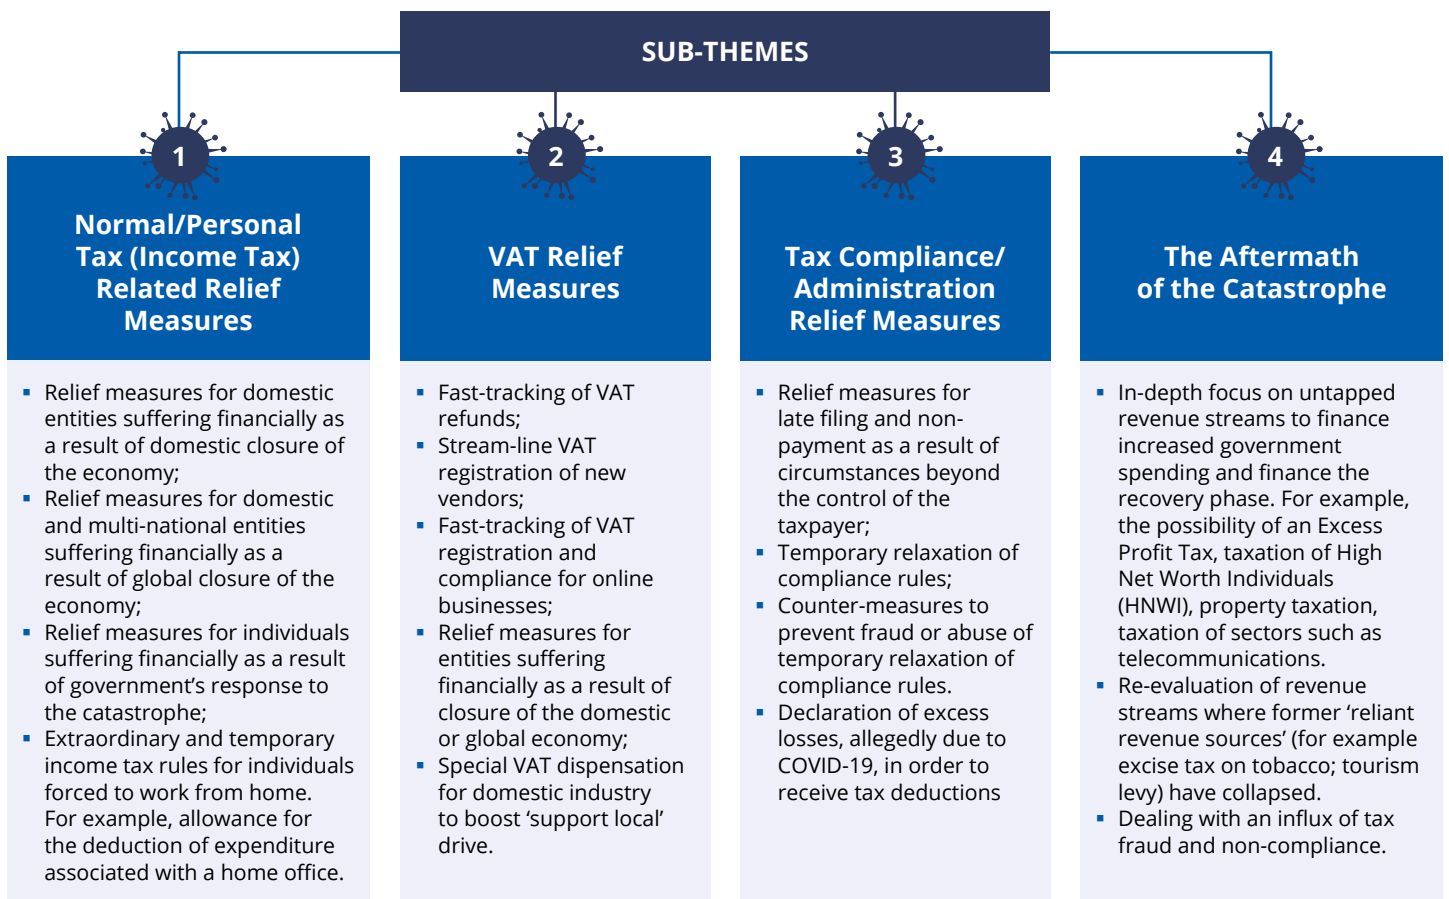 SUB-THEMES
1
Normal/Personal
Tax (Income Tax)
Related Relief
Measures
▪ Relief measures for domestic
entities suffering financially as
a result of domestic closure of
the economy;
▪ Relief measures for domestic
and multi-national entities
suffering financially as a
result of global closure of the
economy;
▪ Relief measures for individuals
suffering financially as a result
of government’s response to
the catastrophe;
▪ Extraordinary and temporary
income tax rules for individuals
forced to work from home.
For example, allowance for
the deduction of expenditure
associated with a home office.
2
VAT Relief
Measures
▪ Fast-tracking of VAT
refunds;
▪ Stream-line VAT
registration of new
vendors;
▪ Fast-tracking of VAT
registration and
compliance for online
businesses;
▪ Relief measures for
entities suffering
financially as a result of
closure of the domestic
or global economy;
▪ Special VAT dispensation
for domestic industry
to boost ‘support local’
drive.
3
Tax Compliance/
Administration
Relief Measures
▪ Relief measures for
late filing and non-
payment as a result of
circumstances beyond
the control of the
taxpayer;
▪ Temporary relaxation of
compliance rules;
▪ Counter-measures to
prevent fraud or abuse of
temporary relaxation of
compliance rules.
▪ Declaration of excess
losses, allegedly due to
COVID-19, in order to
receive tax deductions
4
The Aftermath
of the Catastrophe
▪ In-depth focus on untapped
revenue streams to finance
increased government
spending and finance the
recovery phase. For example,
the possibility of an Excess
Profit Tax, taxation of High
Net Worth Individuals
(HNWI), property taxation,
taxation of sectors such as
telecommunications.
▪ Re-evaluation of revenue
streams where former ‘reliant
revenue sources’ (for example
excise tax on tobacco; tourism
levy) have collapsed.
▪ Dealing with an influx of tax
fraud and non-compliance.